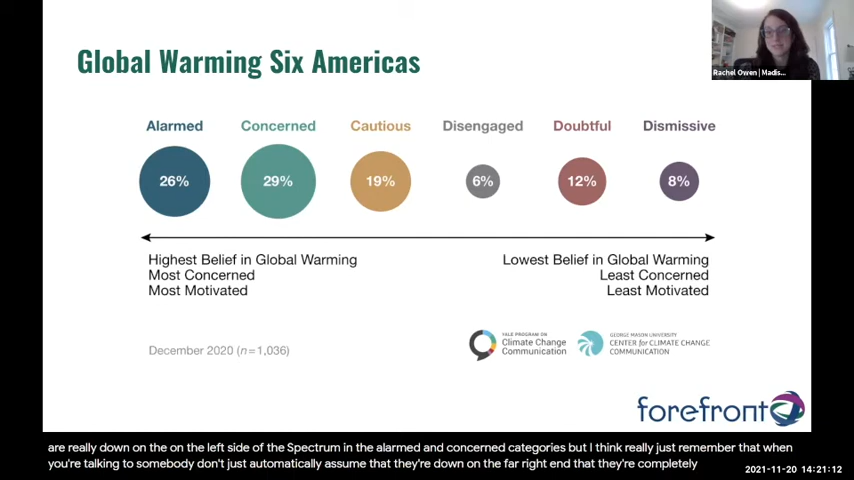 Rachel Owen | Madis...
Global Warming Six Americas
Alarmed Concerned Cautious Disengaged Doubtful Dismissive
26% 29% 19% 6% 12% 8%
Highest Belief in Global Warming
Most Concerned
Most Motivated
Lowest Belief in Global Warming
Least Concerned
Least Motivated
December 2020 (n=1,036)
YALE PROGRAM ON
Climate Change
Communication
GEORGE MASON UNIVERSITY
CENTER for CLIMATE CHANGE
COMMUNICATION
forefront
are really down on the on the left side of the Spectrum in the alarmed and concerned categories but I think really just remember that when
you're talking to somebody don't just automatically assume that they're down on the far right end that they're completely
2021-11-20 14:21:12